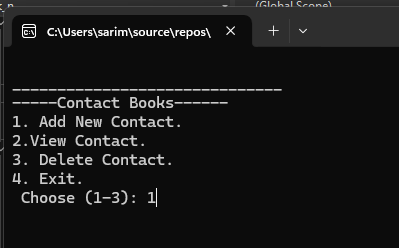 (Global Scope)
C:\Users\sarim\source\repos\
------------------------------
-----Contact Books------
1. Add New Contact.
2.View Contact.
3. Delete Contact.
4. Exit.
Choose (1-3): 1